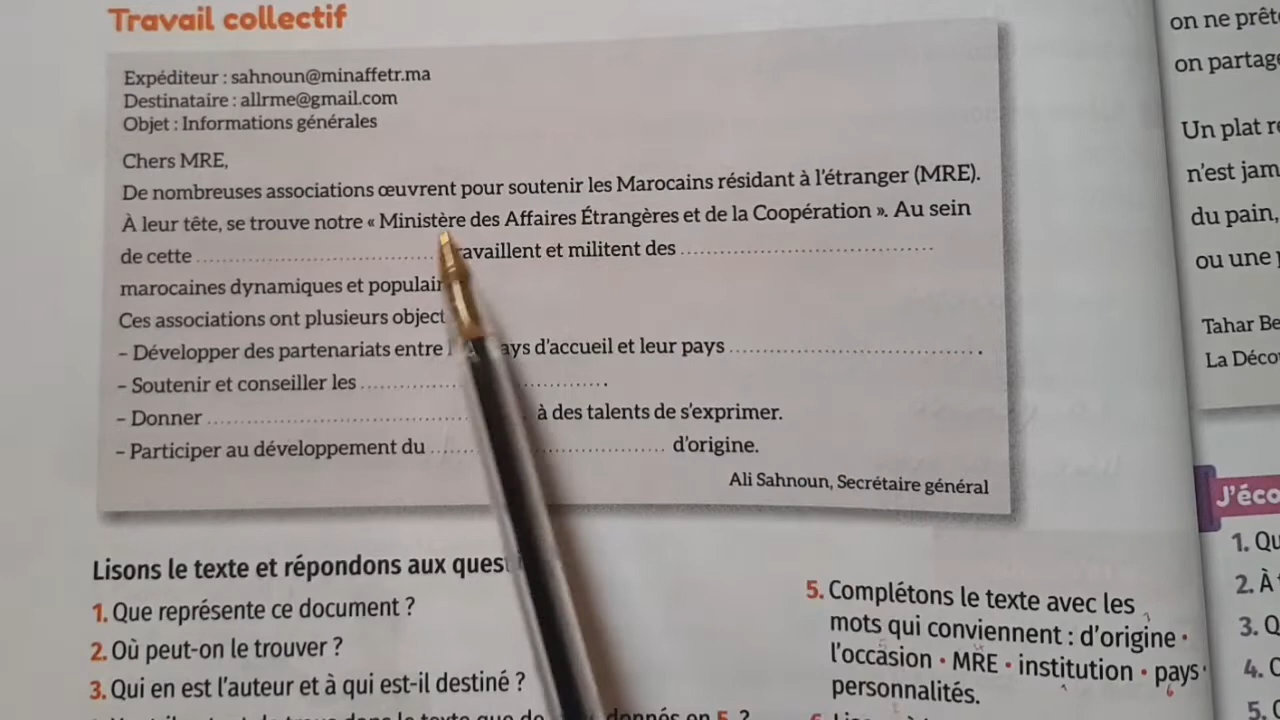 Travail collectif
Expéditeur : sahnoun@minaffetr.ma
Destinataire : allrme@gmail.com
Objet : Informations générales
Chers MRE,
De nombreuses associations œuvrent pour soutenir les Marocains résidant à l'étranger (MRE).
À leur tête, se trouve notre « Ministère des Affaires Étrangères et de la Coopération ». Au sein
de cette .................................... travaillent et militent des ....................................
marocaines dynamiques et populair
Ces associations ont plusieurs object
– Développer des partenariats entre l ays d'accueil et leur pays .................................... .
– Soutenir et conseiller les .................................... .
– Donner .................................... à des talents de s'exprimer.
– Participer au développement du .................................... d'origine.
Ali Sahnoun, Secrétaire général
Lisons le texte et répondons aux ques
1. Que représente ce document ?
2. Où peut-on le trouver ?
3. Qui en est l'auteur et à qui est-il destiné ?
5. Complétons le texte avec les
mots qui conviennent : d'origine •
l'occasion • MRE • institution • pays •
personnalités.
on ne prêt
on partag
Un plat r
n'est jam
du pain,
ou une
Tahar Be
La Décou
J'éco
1. Qu
2. À
3. Q
4.
5.